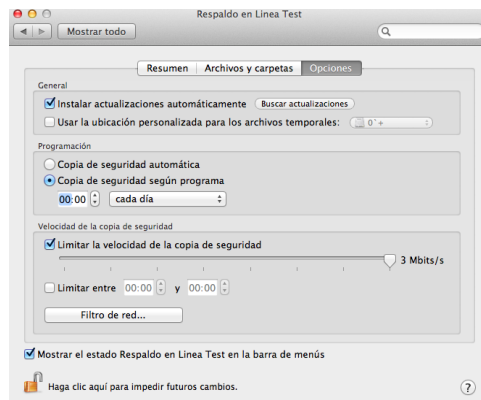 Respaldo en Linea Test
Mostrar todo
Resumen Archivos y carpetas Opciones
General
Instalar actualizaciones automáticamente Buscar actualizaciones
Usar la ubicación personalizada para los archivos temporales:
Programación
Copia de seguridad automática
Copia de seguridad según programa
00:00 cada día
Velocidad de la copia de seguridad
Limitar la velocidad de la copia de seguridad
3 Mbits/s
Limitar entre 00:00 y 00:00
Filtro de red...
Mostrar el estado Respaldo en Linea Test en la barra de menús
Haga clic aquí para impedir futuros cambios. ?